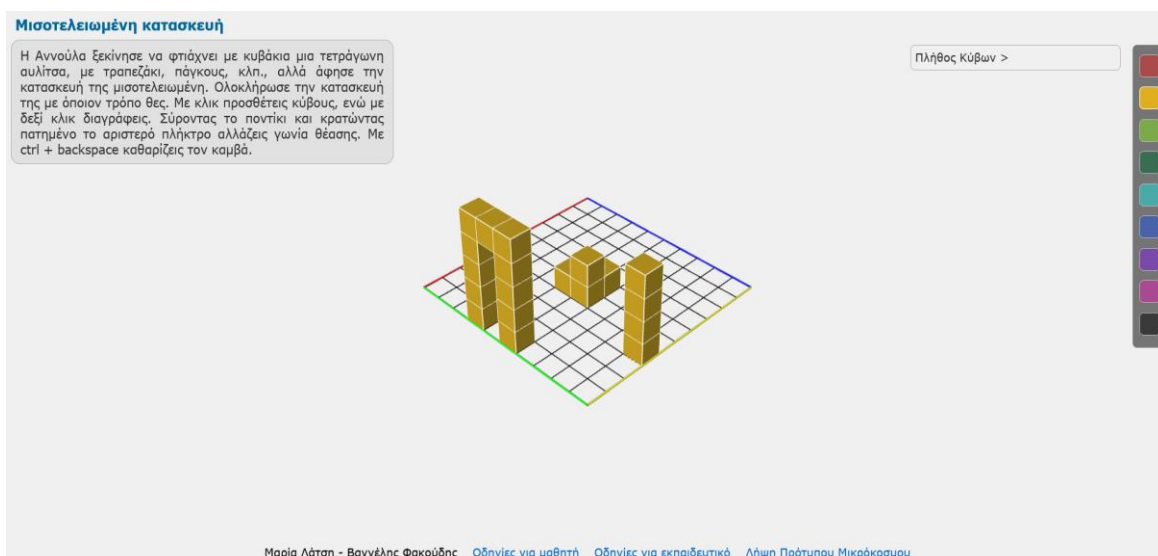 Μισοτελειωμένη κατασκευή
Η Αννούλα ξεκίνησε να φτιάχνει με κυβάκια μια τετράγωνη
αυλίτσα, με τραπεζάκι, πάγκους, κλπ., αλλά άφησε την
κατασκευή της μισοτελειωμένη. Ολοκλήρωσε την κατασκευή
της με όποιον τρόπο θες. Με κλικ προσθέτεις κύβους, ενώ με
δεξί κλικ διαγράφεις. Σύροντας το ποντίκι και κρατώντας
πατημένο το αριστερό πλήκτρο αλλάζεις γωνία θέασης. Με
ctrl + backspace καθαρίζεις τον καμβά.
Πλήθος Κύβων >
Μαρία Λάτση - Βαγγέλης Φακούδης Οδηγίες για μαθητή Οδηγίες για εκπαιδευτικό Λήψη Πρότυπου Μικρόκοσμου